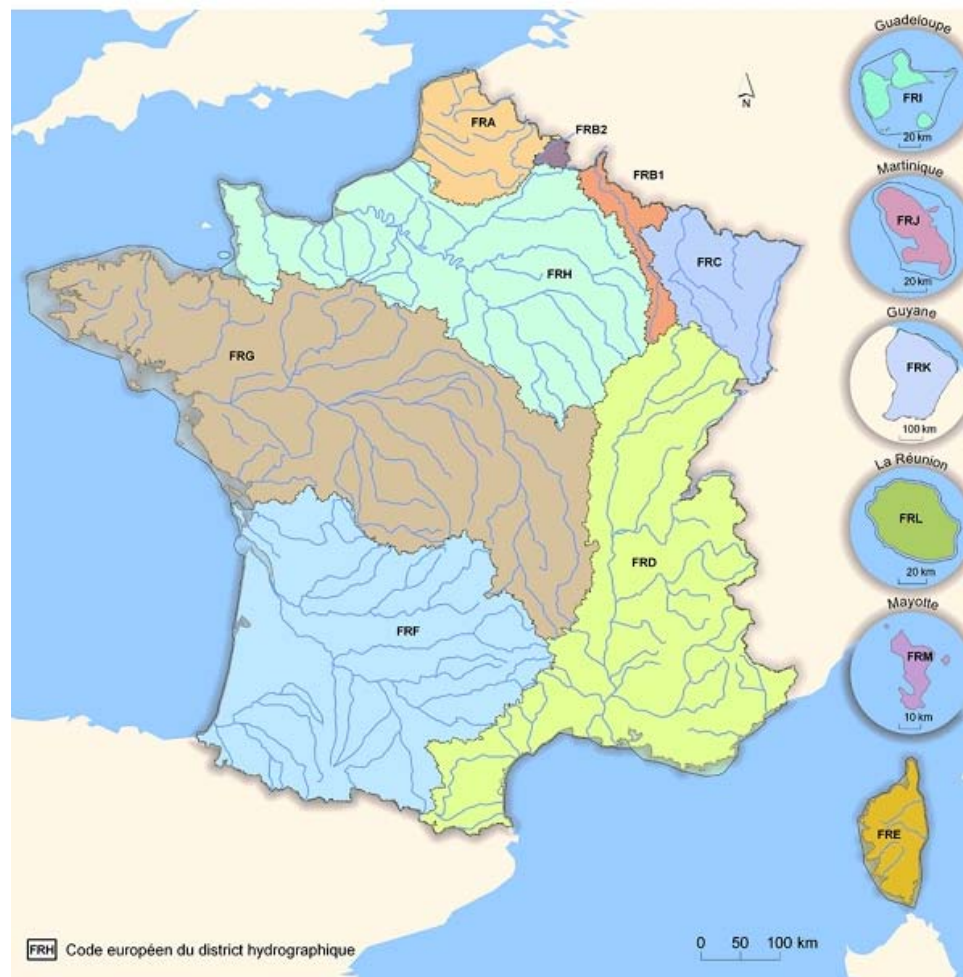 Guadeloupe
FRI
20 km
Martinique
FRJ
20 km
Guyane
FRK
100 km
La Réunion
FRL
20 km
Mayotte
FRM
10 km
FRE
N
FRA
FRB2
FRB1
FRC
FRH
FRG
FRD
FRF
FRH Code européen du district hydrographique
0 50 100 km